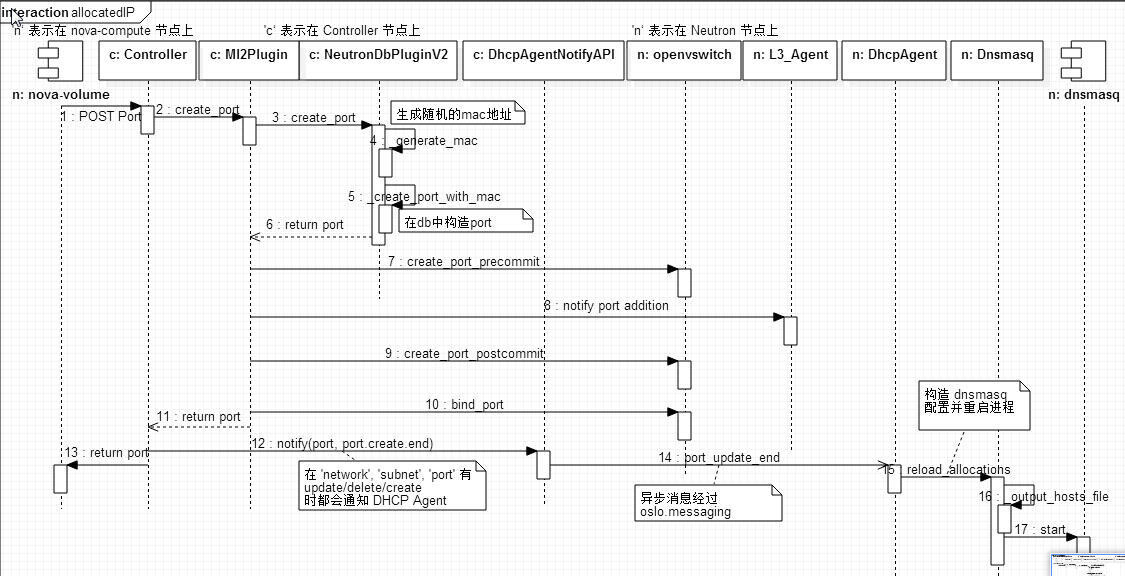 interaction allocatedIP
'n' 表示在 nova-compute 节点上
'c' 表示在 Controller 节点上
'n' 表示在 Neutron 节点上
c: Controller
c: Ml2Plugin
c: NeutronDbPluginV2
c: DhcpAgentNotifyAPI
n: openvswitch
n: L3_Agent
n: DhcpAgent
n: Dnsmasq
n: nova-volume
n: dnsmasq
1 : POST Port
2 : create_port
3 : create_port
生成随机的mac地址
4 : _generate_mac
5 : _create_port_with_mac
在db中构造port
6 : return port
7 : create_port_precommit
8 : notify port addition
9 : create_port_postcommit
10 : bind_port
11 : return port
构造 dnsmasq
配置并重启进程
12 : notify(port, port.create.end)
13 : return port
14 : port_update_end
15 : reload_allocations
在 'network', 'subnet', 'port' 有
update/delete/create
时都会通知 DHCP Agent
异步消息经过
oslo.messaging
16 : _output_hosts_file
17 : start